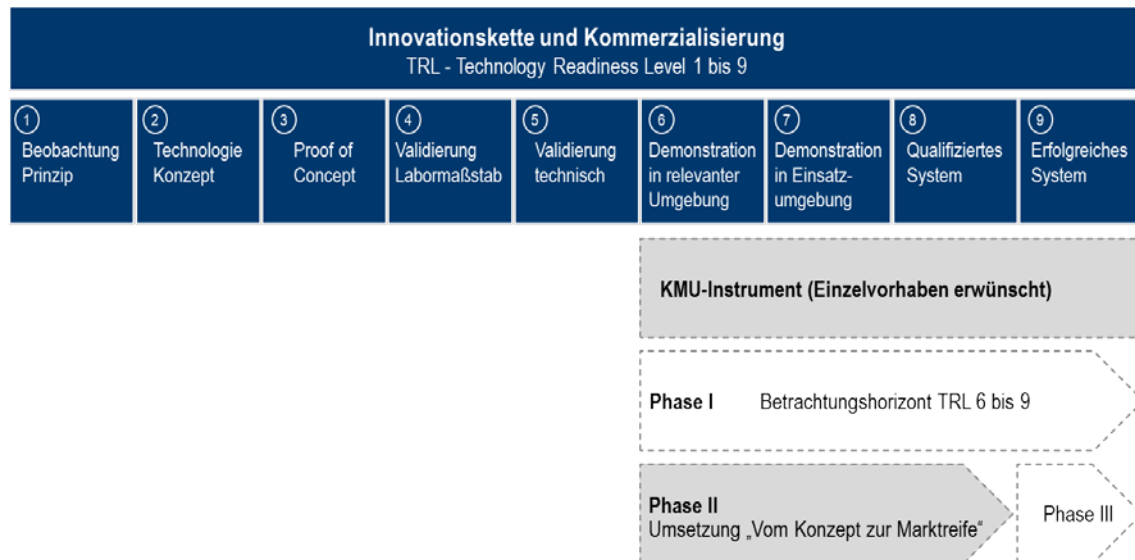 Innovationskette und Kommerzialisierung
TRL - Technology Readiness Level 1 bis 9
1
Beobachtung
Prinzip
2
Technologie
Konzept
3
Proof of
Concept
4
Validierung
Labormaßstab
5
Validierung
technisch
6
Demonstration
in relevanter
Umgebung
7
Demonstration
in Einsatz-
umgebung
8
Qualifiziertes
System
9
Erfolgreiches
System
KMU-Instrument (Einzelvorhaben erwünscht)
Phase I Betrachtungshorizont TRL 6 bis 9
Phase II
Umsetzung „Vom Konzept zur Marktreife“
Phase III